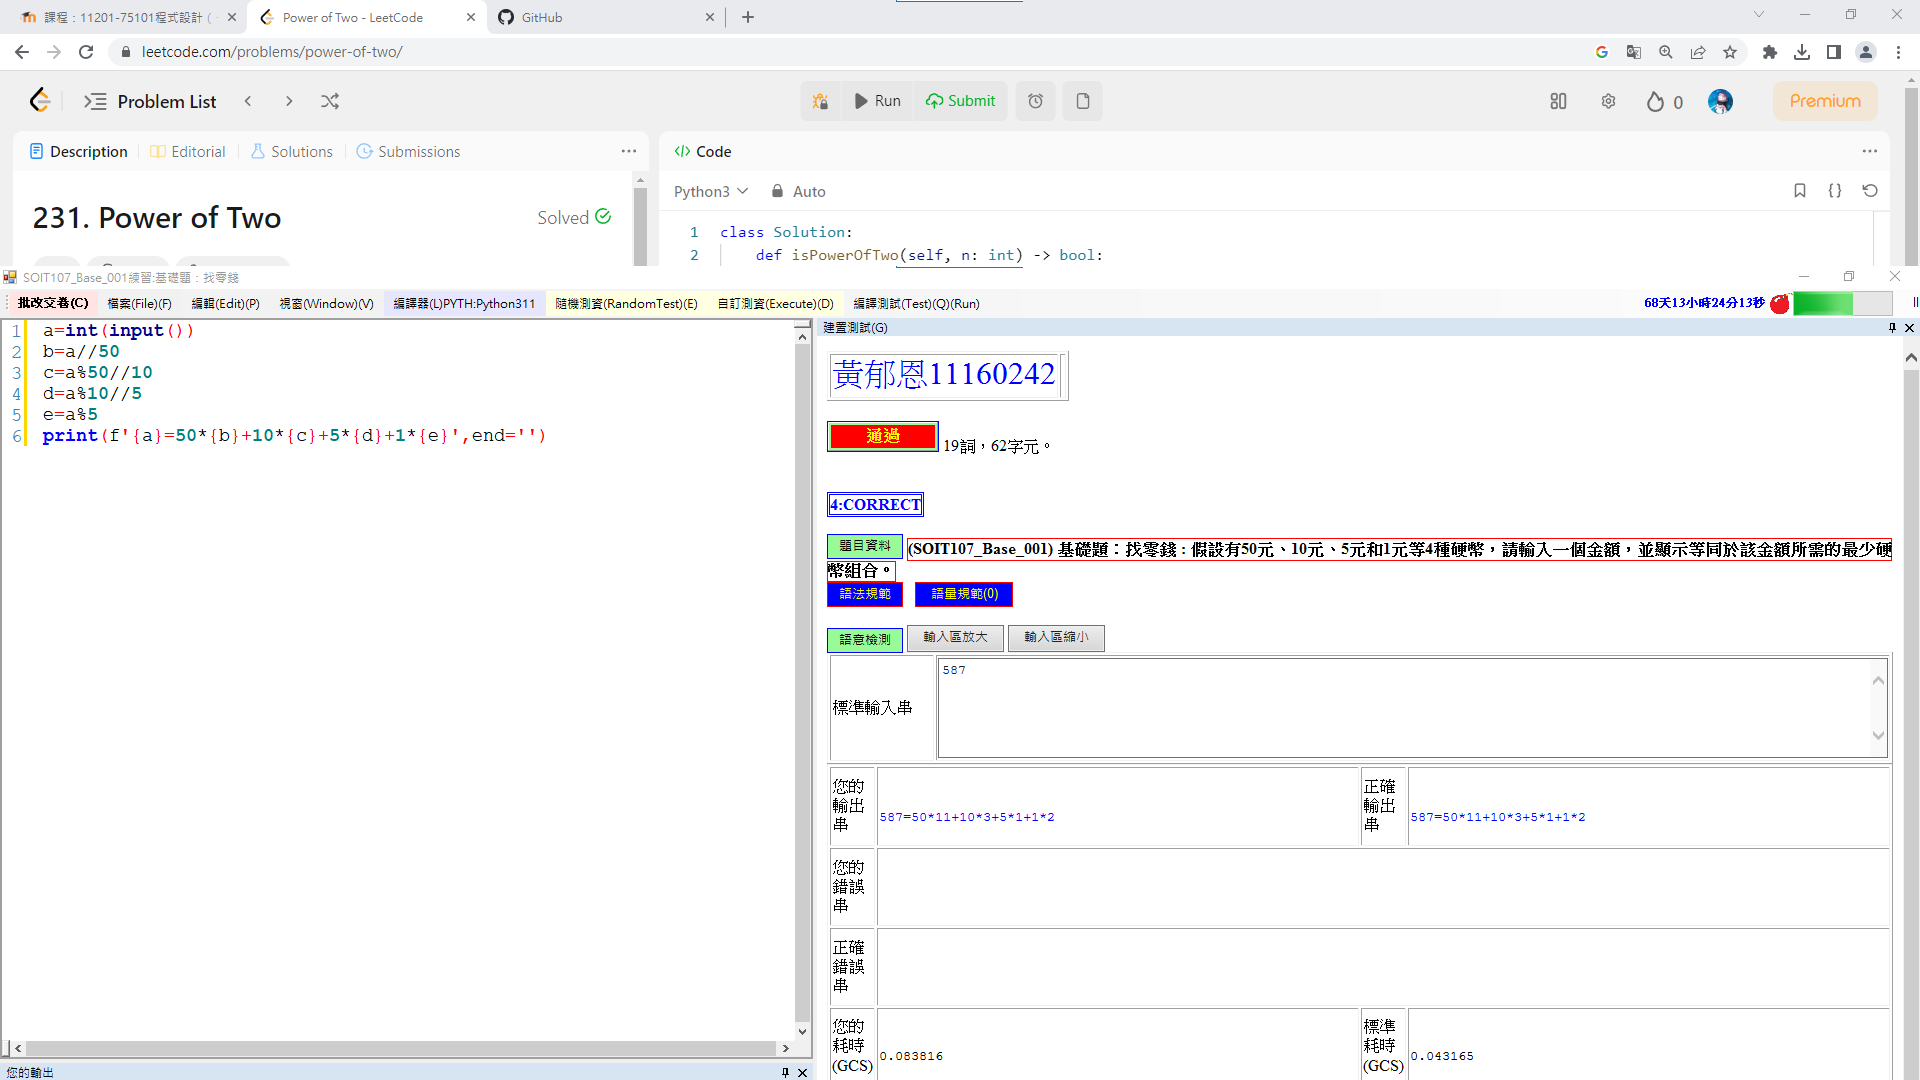 課程：11201-75101程式設計（
Power of Two - LeetCode
GitHub
leetcode.com/problems/power-of-two/
Problem List
Run
Submit
0
Premium
Description
Editorial
Solutions
Submissions
Code
Python3
Auto
231. Power of Two
Solved
1 class Solution:
2 def isPowerOfTwo(self, n: int) -> bool:
SOIT107_Base_001練習:基礎題：找零錢
批改交卷(C) 檔案(File)(F) 編輯(Edit)(P) 視窗(Window)(V) 編譯器(L)PYTH:Python311 隨機測資(RandomTest)(E) 自訂測資(Execute)(D) 編譯測試(Test)(Q)(Run) 68天13小時24分13秒
1 a=int(input())
2 b=a//50
3 c=a%50//10
4 d=a%10//5
5 e=a%5
6 print(f'{a}=50*{b}+10*{c}+5*{d}+1*{e}',end='')
建置測試(G)
黃郁恩11160242
通過 19詞，62字元。
4:CORRECT
題目資料 (SOIT107_Base_001) 基礎題：找零錢 : 假設有50元、10元、5元和1元等4種硬幣，請輸入一個金額，並顯示等同於該金額所需的最少硬
幣組合。
語法規範 語量規範(0)
語意檢測 輸入區放大 輸入區縮小
標準輸入串 587
您的輸出串 587=50*11+10*3+5*1+1*2 正確輸出串 587=50*11+10*3+5*1+1*2
您的錯誤串
正確錯誤串
您的耗時(GCS) 0.083816 標準耗時(GCS) 0.043165
您的輸出